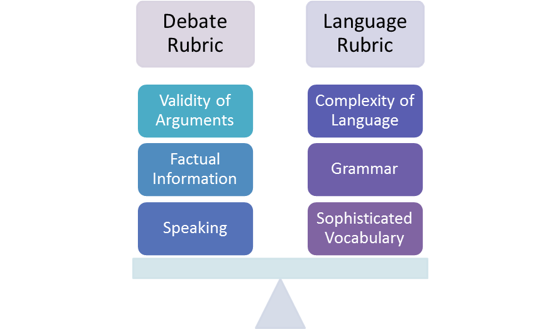 Debate
Rubric
Validity of
Arguments
Factual
Information
Speaking
Language
Rubric
Complexity of
Language
Grammar
Sophisticated
Vocabulary